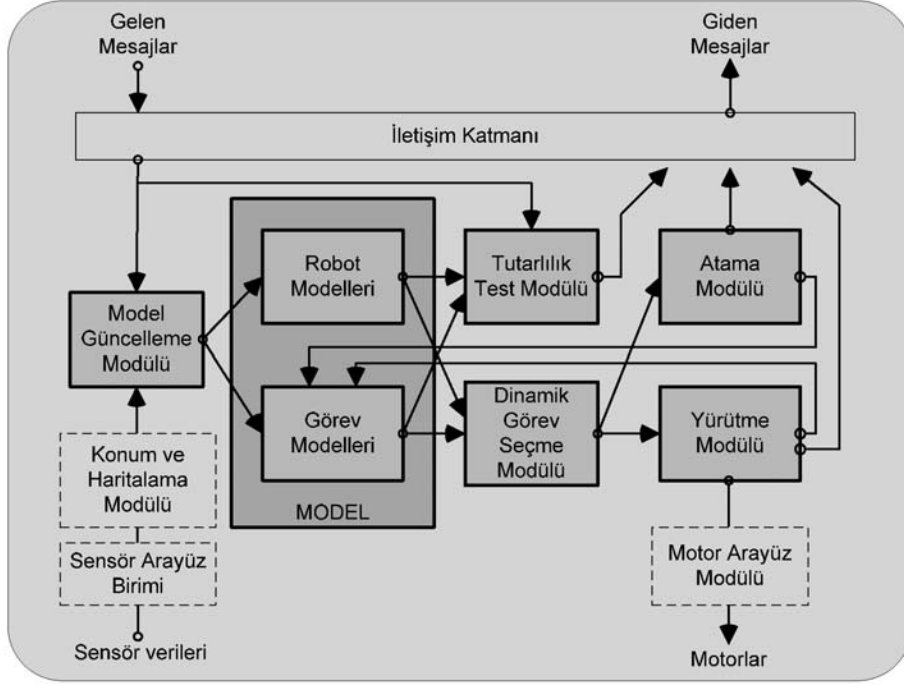 Gelen
Mesajlar
Giden
Mesajlar
İletişim Katmanı
Robot
Modelleri
Tutarlılık
Test Modülü
Atama
Modülü
Model
Güncelleme
Modülü
Görev
Modelleri
Dinamik
Görev
Seçme
Modülü
Yürütme
Modülü
Konum ve
Haritalama
Modülü
MODEL
Sensör Arayüz
Birimi
Motor Arayüz
Modülü
Sensör verileri
Motorlar